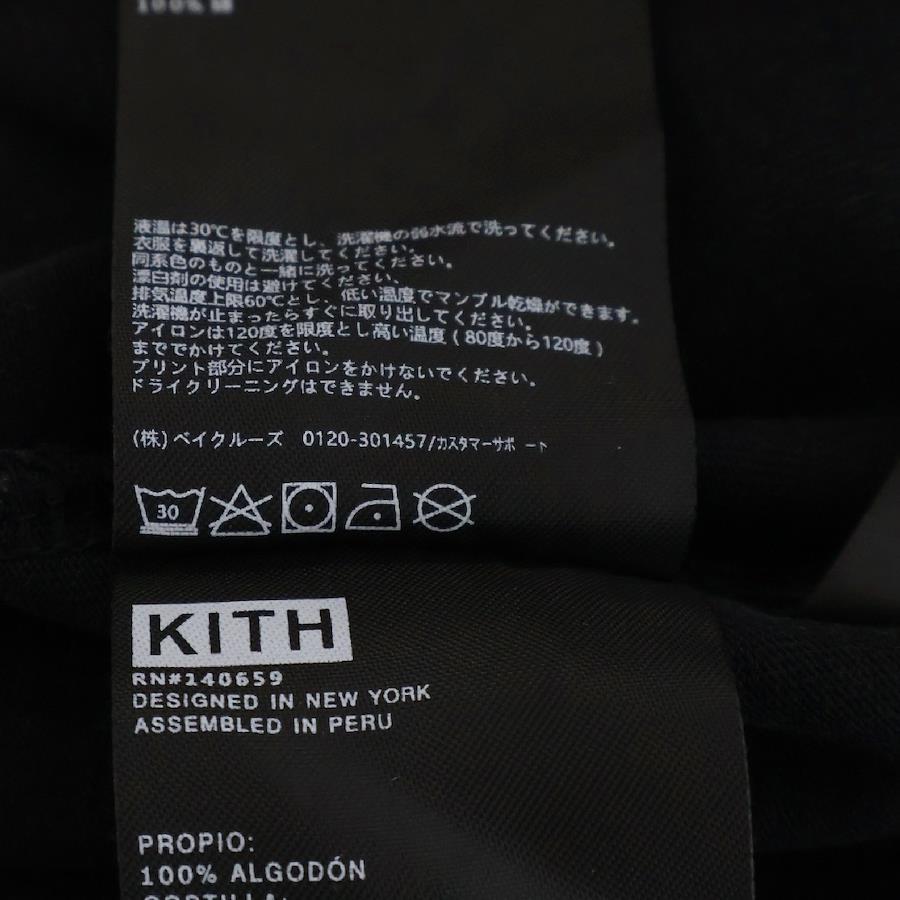 100% 綿
液温は30℃を限度とし、洗濯機の弱水流で洗ってください。
衣服を裏返して洗濯してください。
同系色のものと一緒に洗ってください。
漂白剤の使用は避けてください、
排気温度上限60℃とし、低い温度でマンブル乾燥ができます。
洗濯機が止まったらすぐに取り出してください。
アイロンは120度を限度とし高い温度(80度から120度)
まででかけてください。
プリント部分にアイロンをかけないでください。
ドライクリーニングはできません。
(株)ベイクルーズ 0120-301457/カスタマーサポ ート
30
KITH
RN#140659
DESIGNED IN NEW YORK
ASSEMBLED IN PERU
PROPIO:
100% ALGODÓN